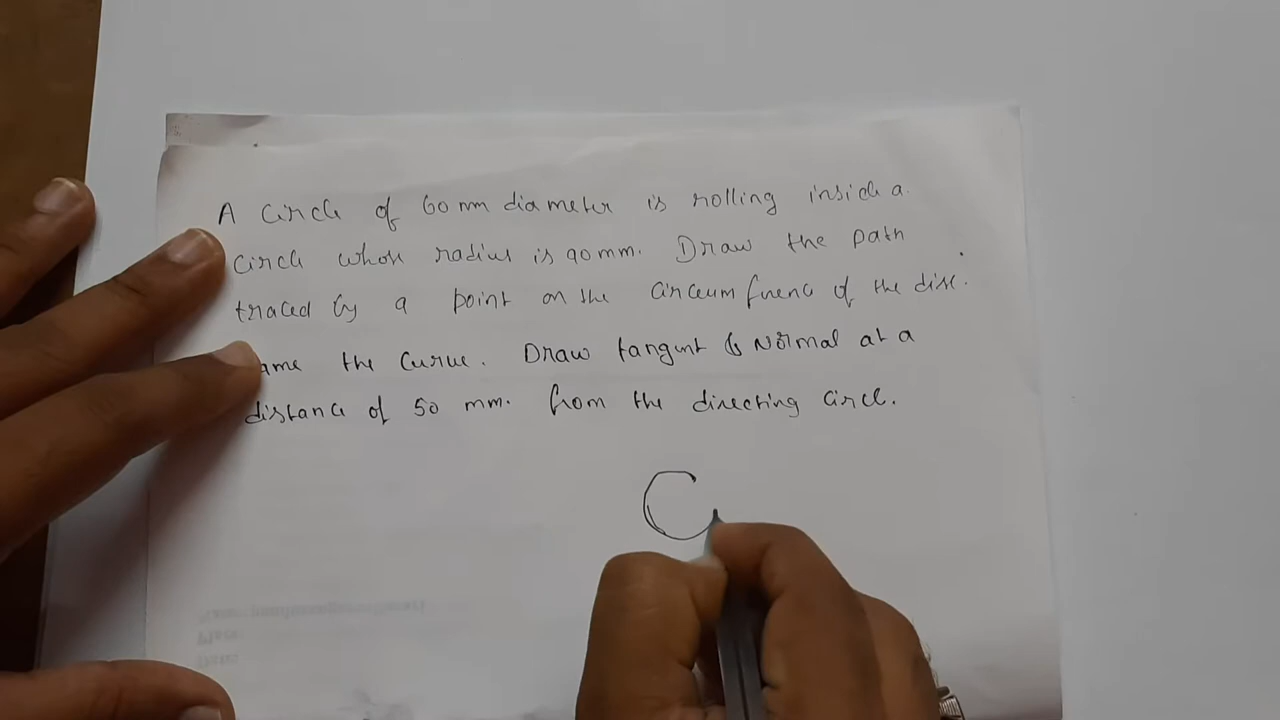 A circle of 60 mm diameter is rolling inside a
circle whose radius is 90mm. Draw the path
traced by a point on the circumference of the disc.
ame the curve. Draw tangent & Normal at a
distance of 50 mm. from the directing circle.